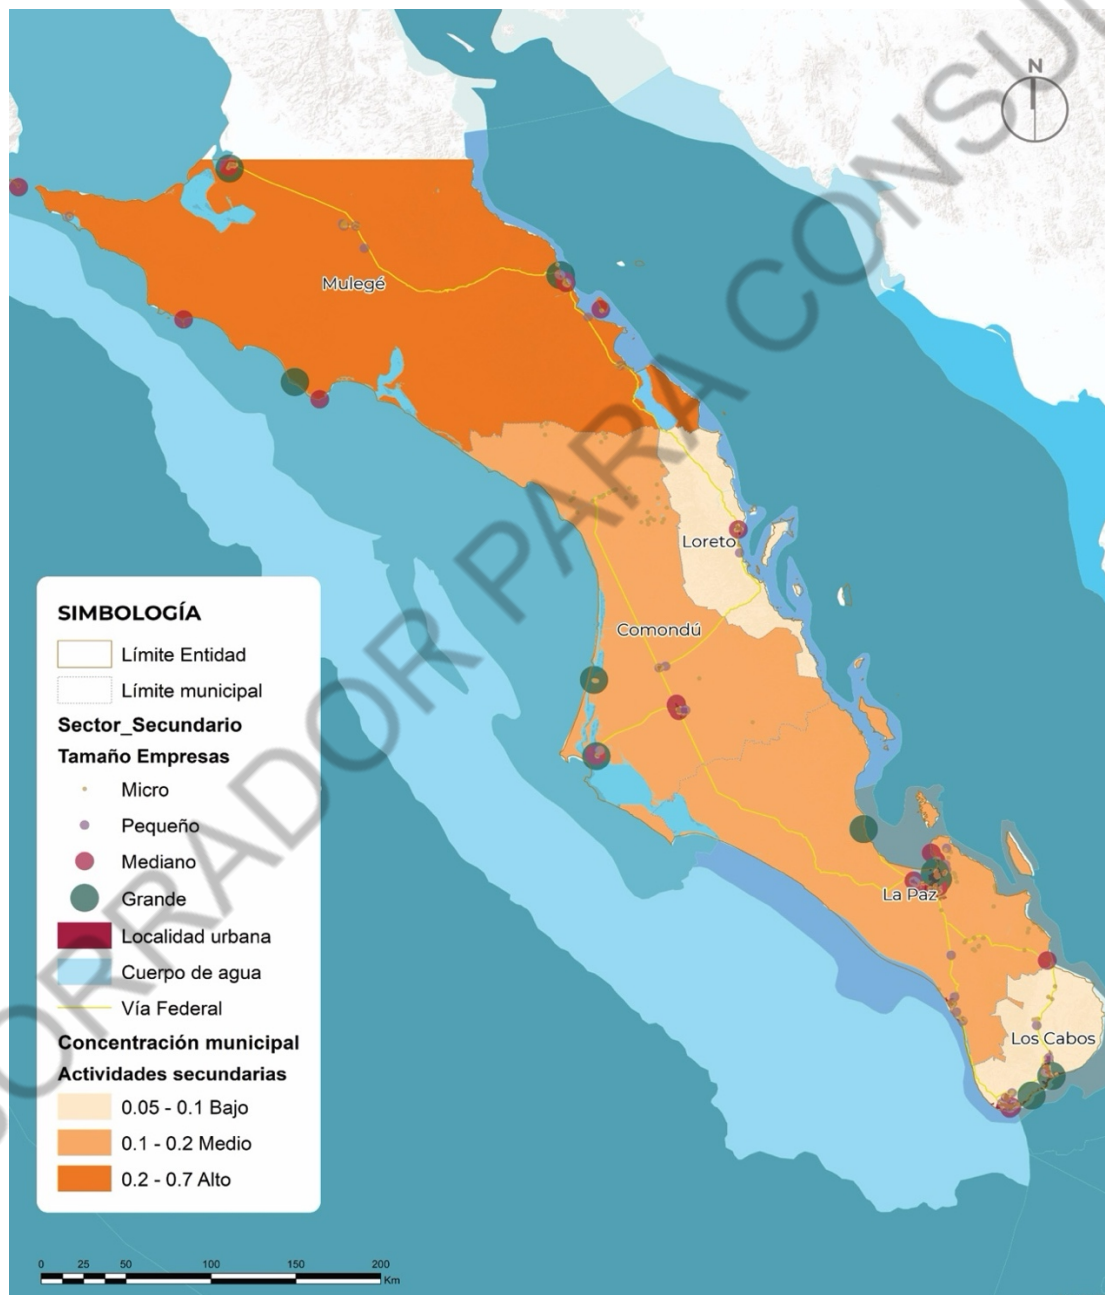 N
Mulegé
Loreto
Comondú
La Paz
Los Cabos
SIMBOLOGÍA
Límite Entidad
Límite municipal
Sector_Secundario
Tamaño Empresas
Micro
Pequeño
Mediano
Grande
Localidad urbana
Cuerpo de agua
Vía Federal
Concentración municipal
Actividades secundarias
0.05 - 0.1 Bajo
0.1 - 0.2 Medio
0.2 - 0.7 Alto
0 25 50 100 150 200
Km
BORRADOR PARA CONSUL